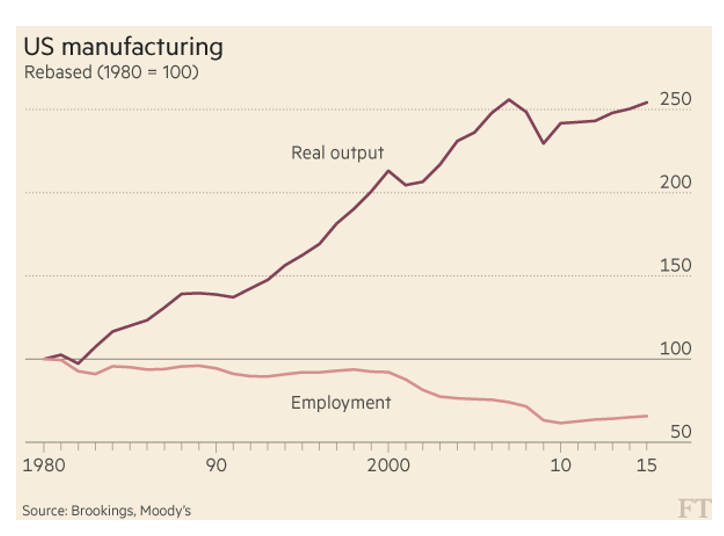 US manufacturing
Rebased (1980 = 100)
250
Real output
200
150
100
Employment
50
1980 90 2000 10 15
Source: Brookings, Moody's
FT